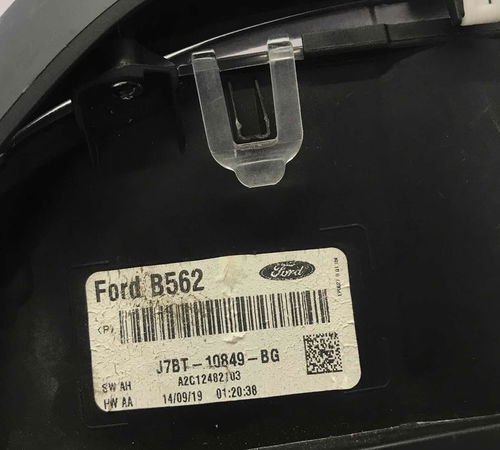 Ford B562
Ford
(P)
J7BT-10849-BG
A2C12482103
SW AH
HW AA
14/09/19 01:20:38